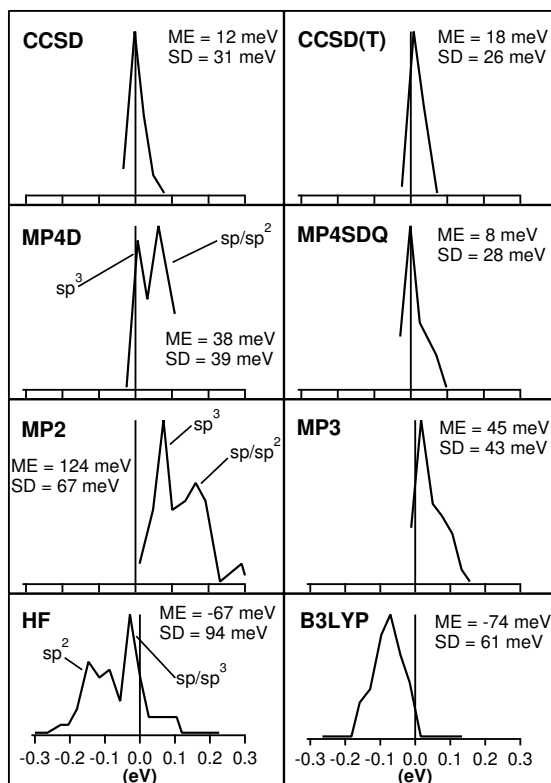 CCSD
ME = 12 meV
SD = 31 meV
CCSD(T)
ME = 18 meV
SD = 26 meV
MP4D
sp³
sp/sp²
ME = 38 meV
SD = 39 meV
MP4SDQ
ME = 8 meV
SD = 28 meV
MP2
sp³
sp/sp²
ME = 124 meV
SD = 67 meV
MP3
ME = 45 meV
SD = 43 meV
HF
ME = -67 meV
SD = 94 meV
sp²
sp/sp³
B3LYP
ME = -74 meV
SD = 61 meV
-0.3 -0.2 -0.1 0.0 0.1 0.2 0.3
(eV)
-0.3 -0.2 -0.1 0.0 0.1 0.2 0.3
(eV)